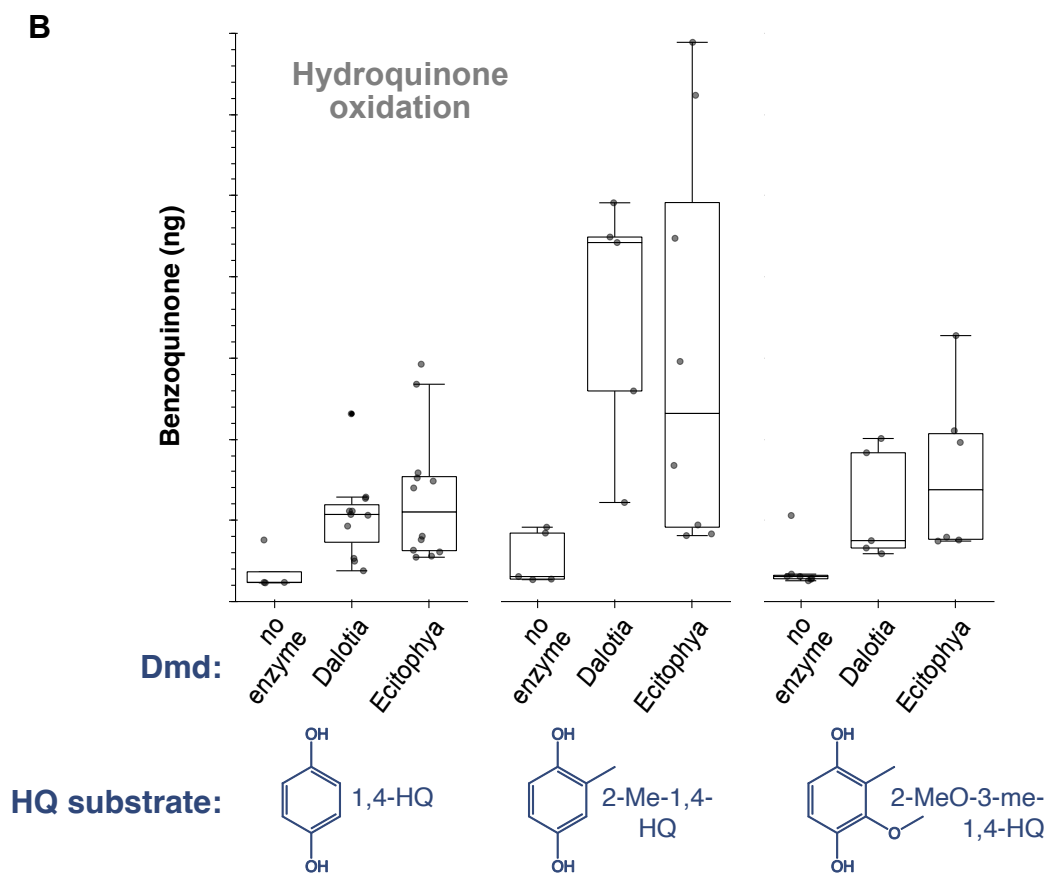 B
Hydroquinone
oxidation
Benzoquinone (ng)
no
enzyme
Dalotia
Ecitophya
no
enzyme
Dalotia
Ecitophya
no
enzyme
Dalotia
Ecitophya
Dmd:
HQ substrate:
OH
1,4-HQ
OH
OH
2-Me-1,4-
HQ
OH
OH
2-MeO-3-me-
1,4-HQ
O
OH